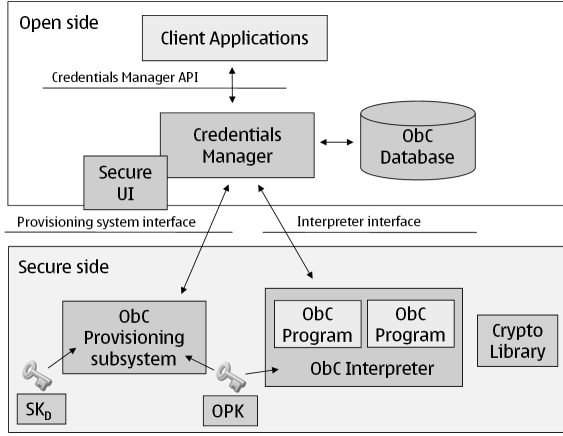 Open side
Client Applications
Credentials Manager API
Credentials
Manager
ObC
Database
Secure
UI
Provisioning system interface
Interpreter interface
Secure side
ObC
Provisioning
subsystem
ObC
Program
ObC
Program
ObC Interpreter
Crypto
Library
SKD
OPK